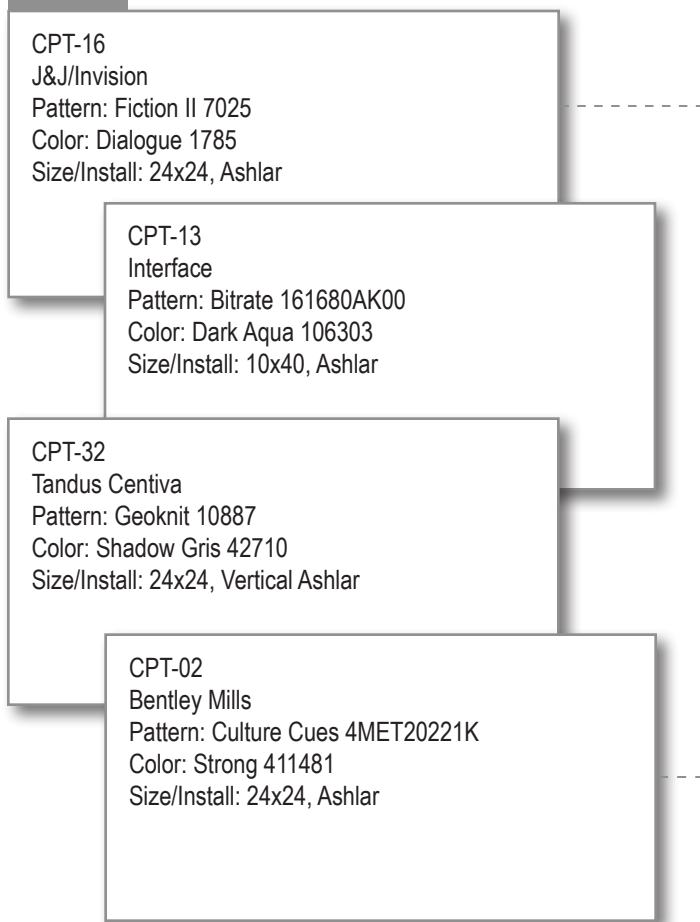 CPT-16
J&J/Invision
Pattern: Fiction II 7025
Color: Dialogue 1785
Size/Install: 24x24, Ashlar
CPT-13
Interface
Pattern: Bitrate 161680AK00
Color: Dark Aqua 106303
Size/Install: 10x40, Ashlar
CPT-32
Tandus Centiva
Pattern: Geoknit 10887
Color: Shadow Gris 42710
Size/Install: 24x24, Vertical Ashlar
CPT-02
Bentley Mills
Pattern: Culture Cues 4MET20221K
Color: Strong 411481
Size/Install: 24x24, Ashlar